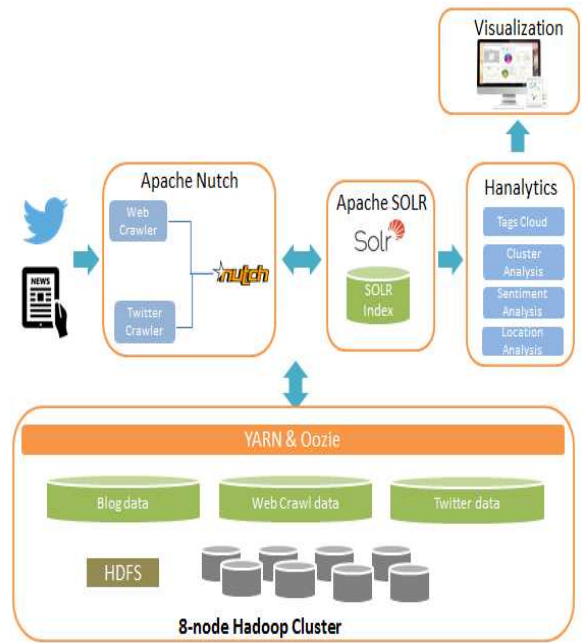 Visualization
Apache Nutch
Web
Crawler
nutch
Twitter
Crawler
NEWS
Apache SOLR
Solr
SOLR
Index
Hanalytics
Tags Cloud
Cluster
Analysis
Sentiment
Analysis
Location
Analysis
YARN & Oozie
Blog data
Web Crawl data
Twitter data
HDFS
8-node Hadoop Cluster